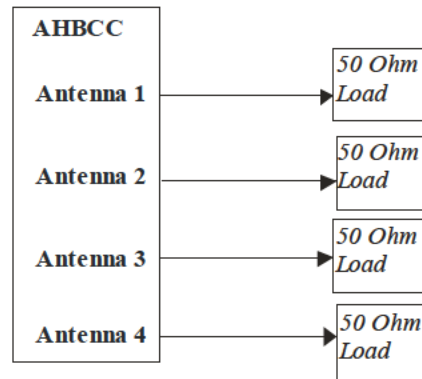 AHBCC
Antenna 1
50 Ohm
Load
Antenna 2
50 Ohm
Load
Antenna 3
50 Ohm
Load
Antenna 4
50 Ohm
Load